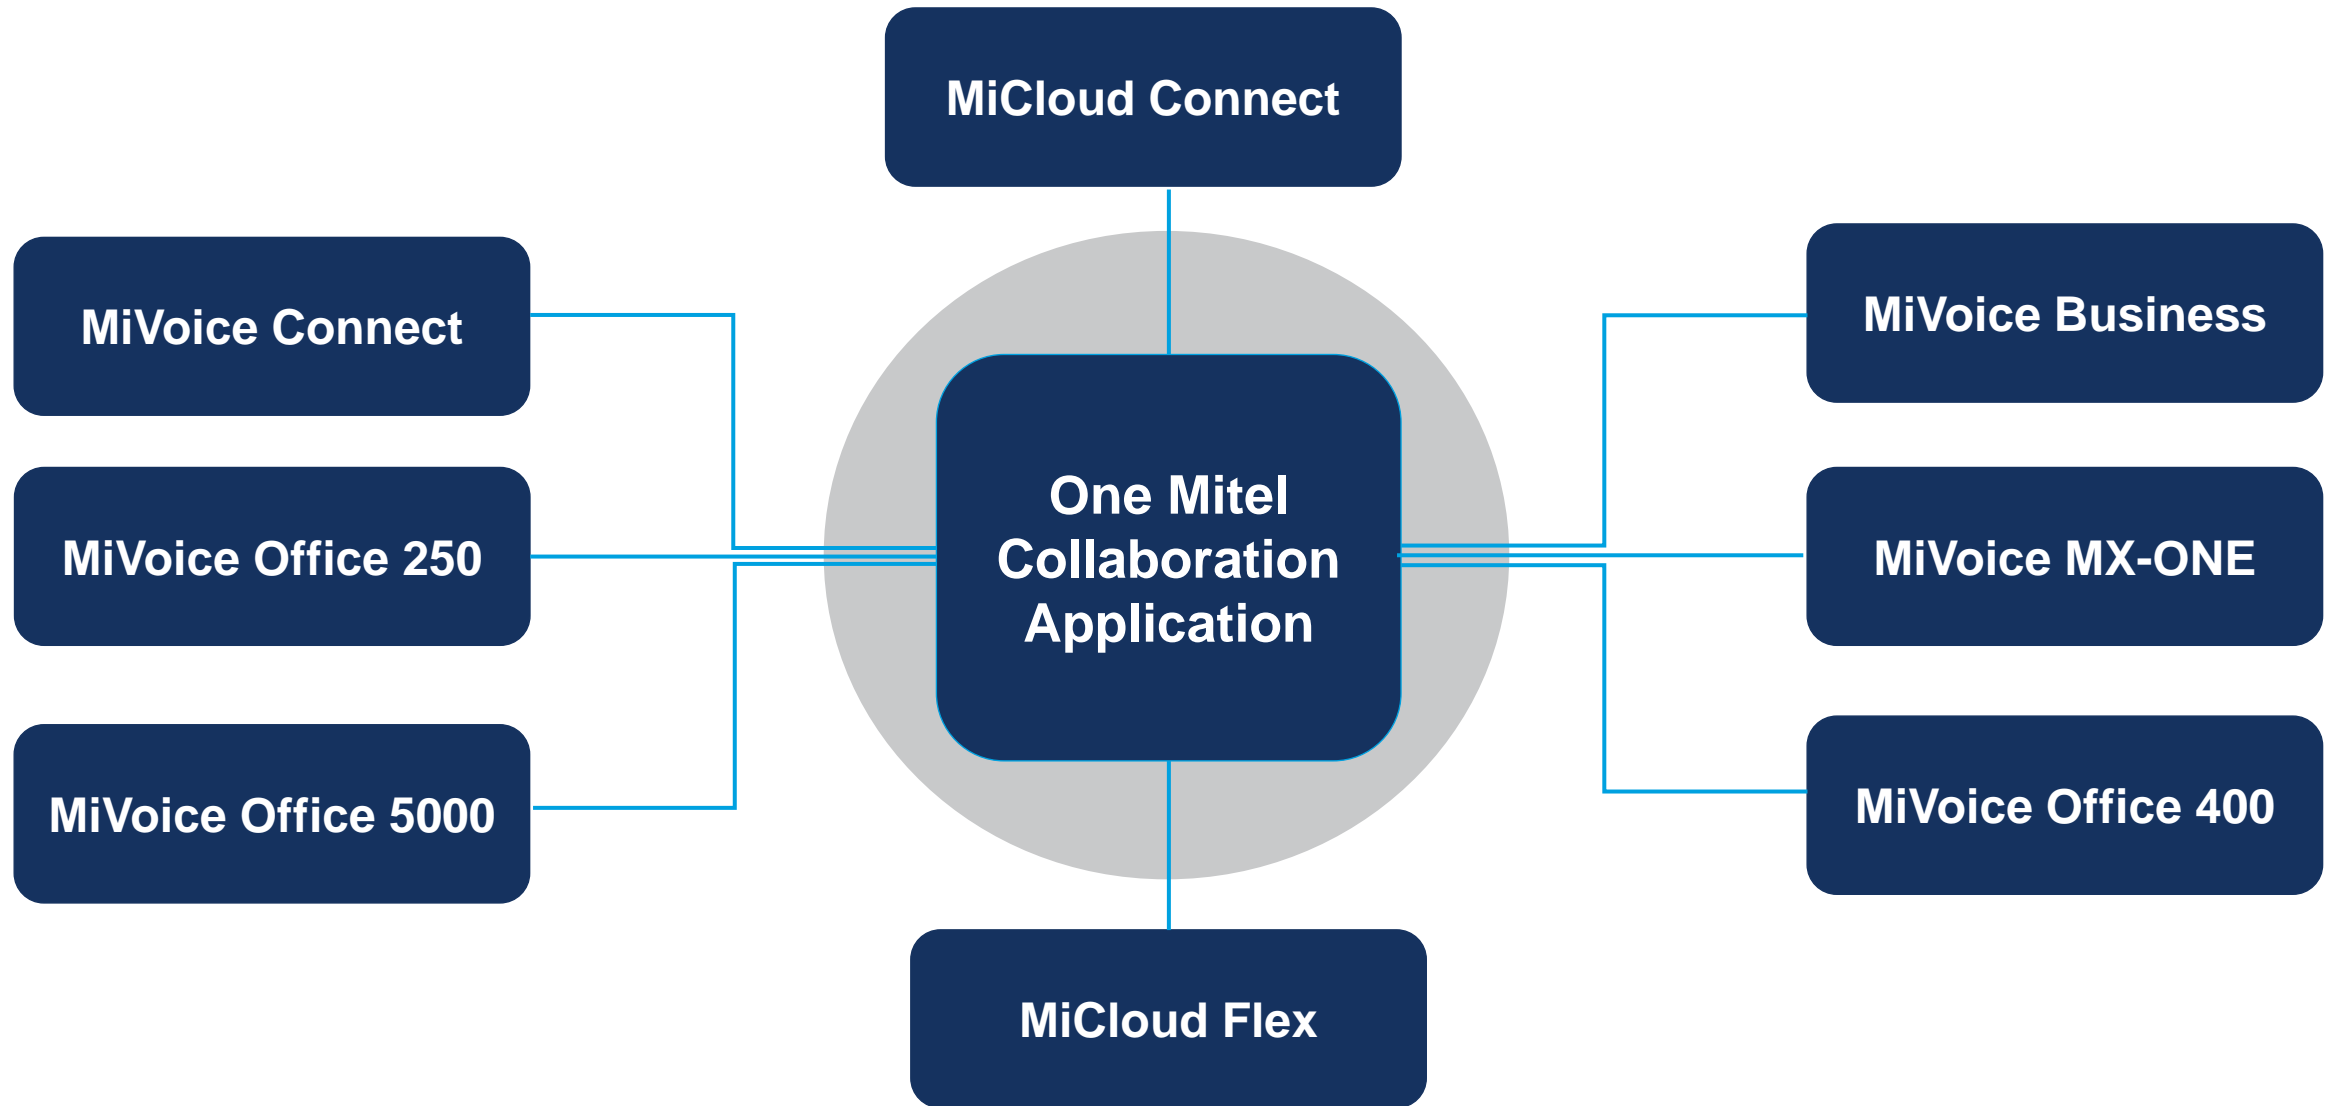 MiCloud Connect
MiVoice Connect
MiVoice Business
One Mitel
Collaboration
Application
MiVoice Office 250
MiVoice MX-ONE
MiVoice Office 5000
MiVoice Office 400
MiCloud Flex